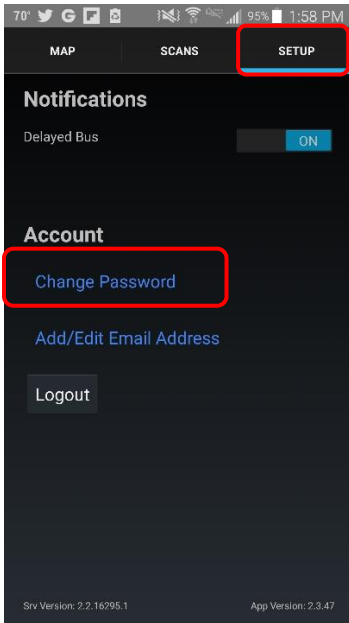 70° G 95% 1:58 PM
MAP SCANS SETUP
Notifications
Delayed Bus ON
Account
Change Password
Add/Edit Email Address
Logout
Srv Version: 2.2.16295.1 App Version: 2.3.47